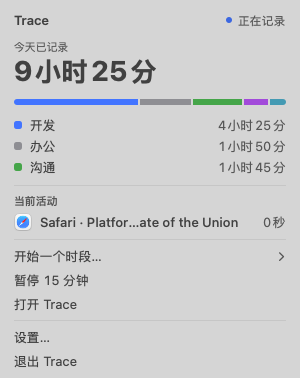 Trace 正在记录
今天已记录
9小时25分
开发 4小时25分
办公 1小时50分
沟通 1小时45分
当前活动
Safari · Platfor...ate of the Union 0秒
开始一个时段...
暂停 15 分钟
打开 Trace
设置...
退出 Trace